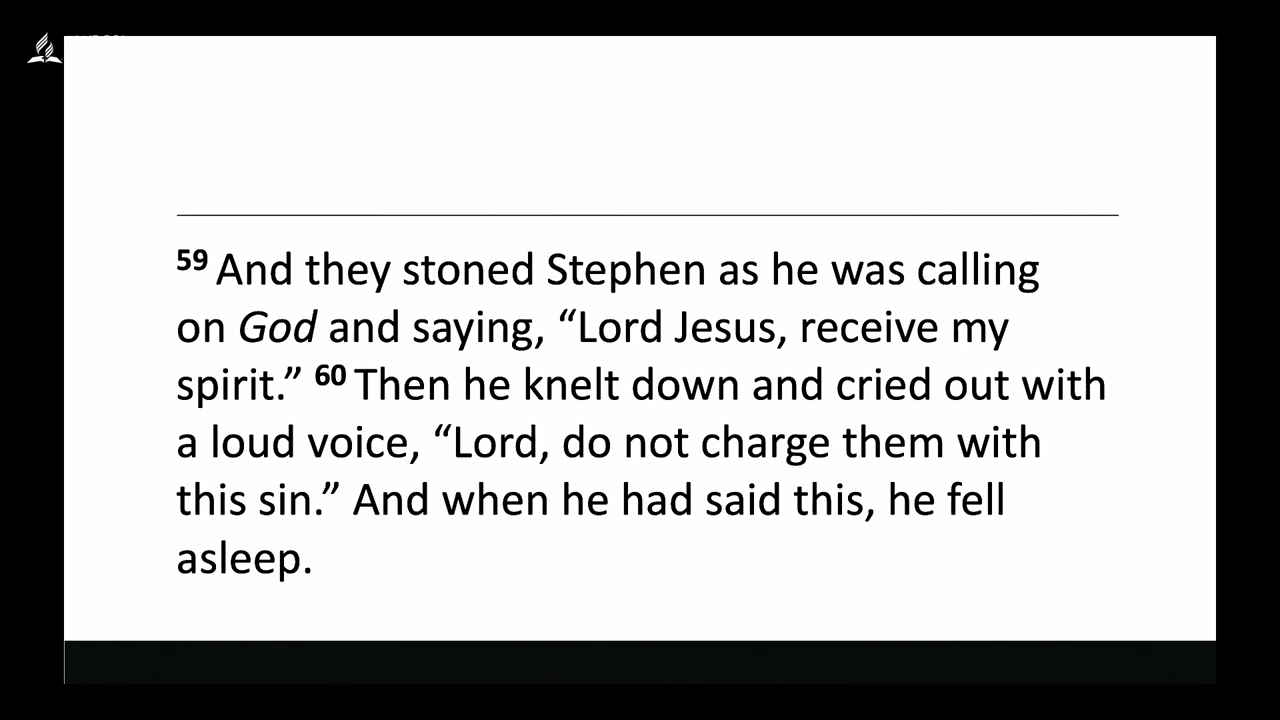 59 And they stoned Stephen as he was calling
on God and saying, “Lord Jesus, receive my
spirit.” 60 Then he knelt down and cried out with
a loud voice, “Lord, do not charge them with
this sin.” And when he had said this, he fell
asleep.